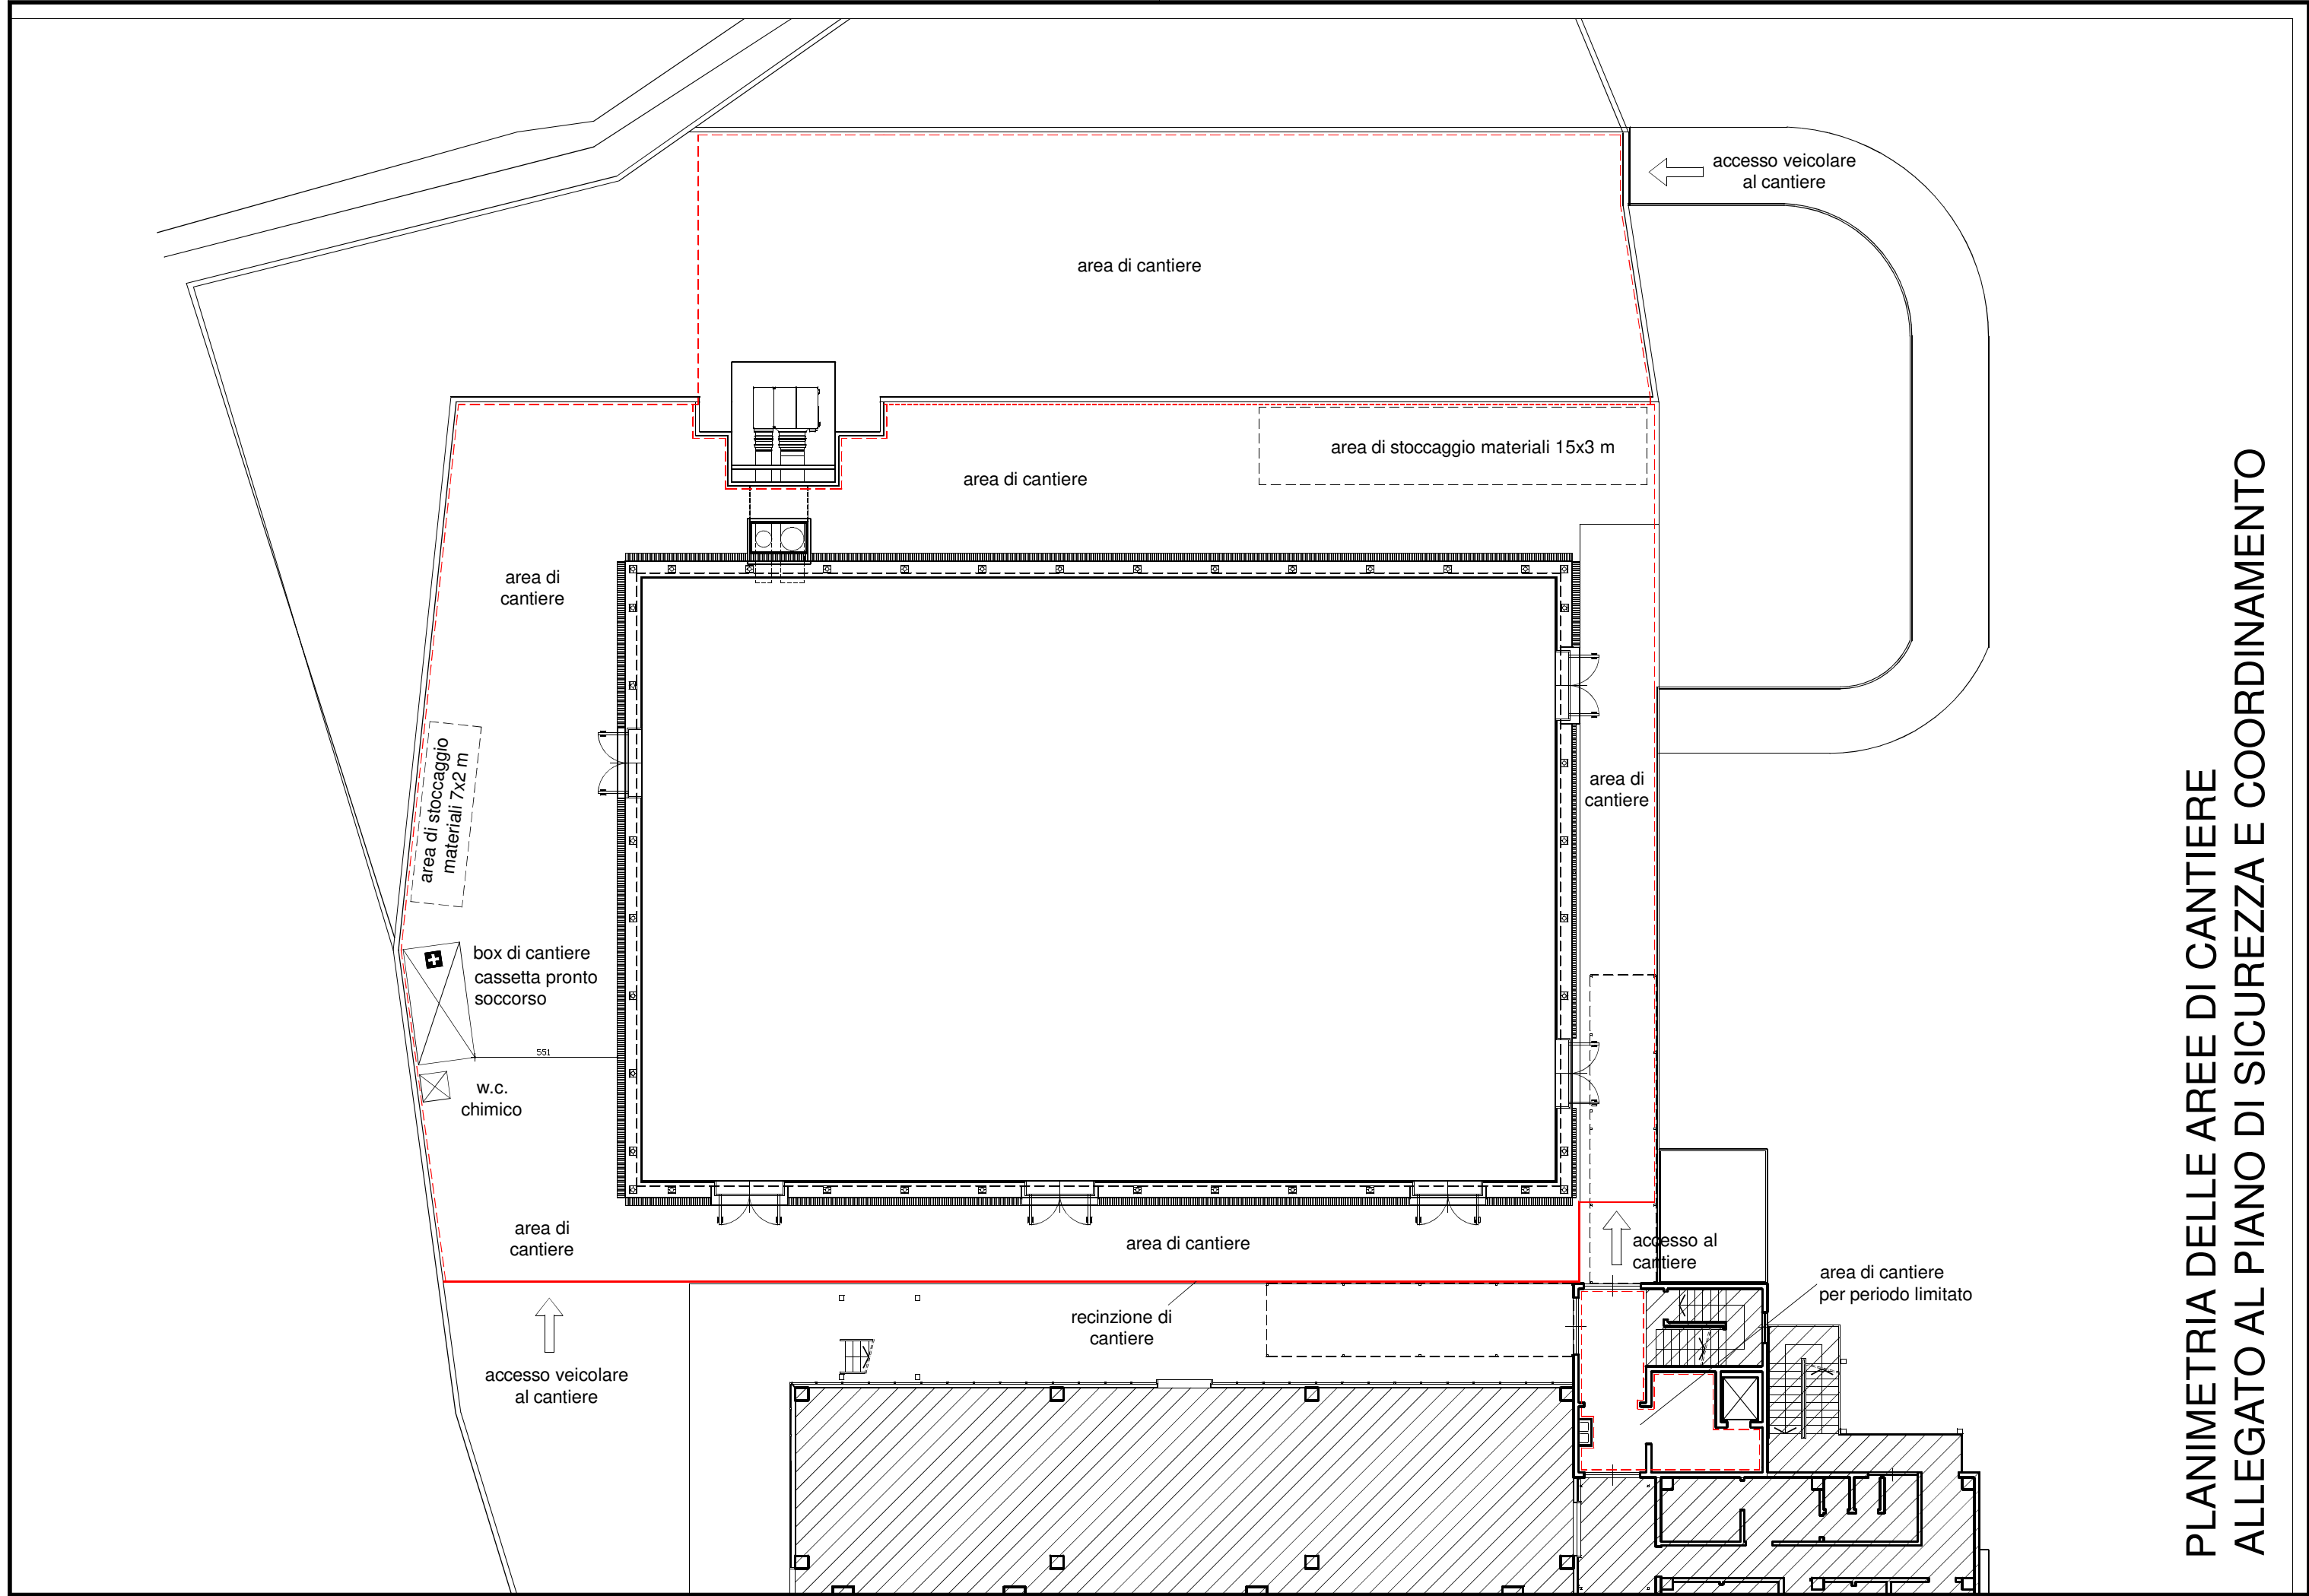 accesso veicolare
al cantiere
area di cantiere
area di stoccaggio materiali 15x3 m
area di cantiere
area di
cantiere
area di stoccaggio
materiali 7x2 m
area di
cantiere
box di cantiere
cassetta pronto
soccorso
551
w.c.
chimico
area di
cantiere
area di cantiere
accesso al
cantiere
area di cantiere
per periodo limitato
recinzione di
cantiere
accesso veicolare
al cantiere
PLANIMETRIA DELLE AREE DI CANTIERE
ALLEGATO AL PIANO DI SICUREZZA E COORDINAMENTO